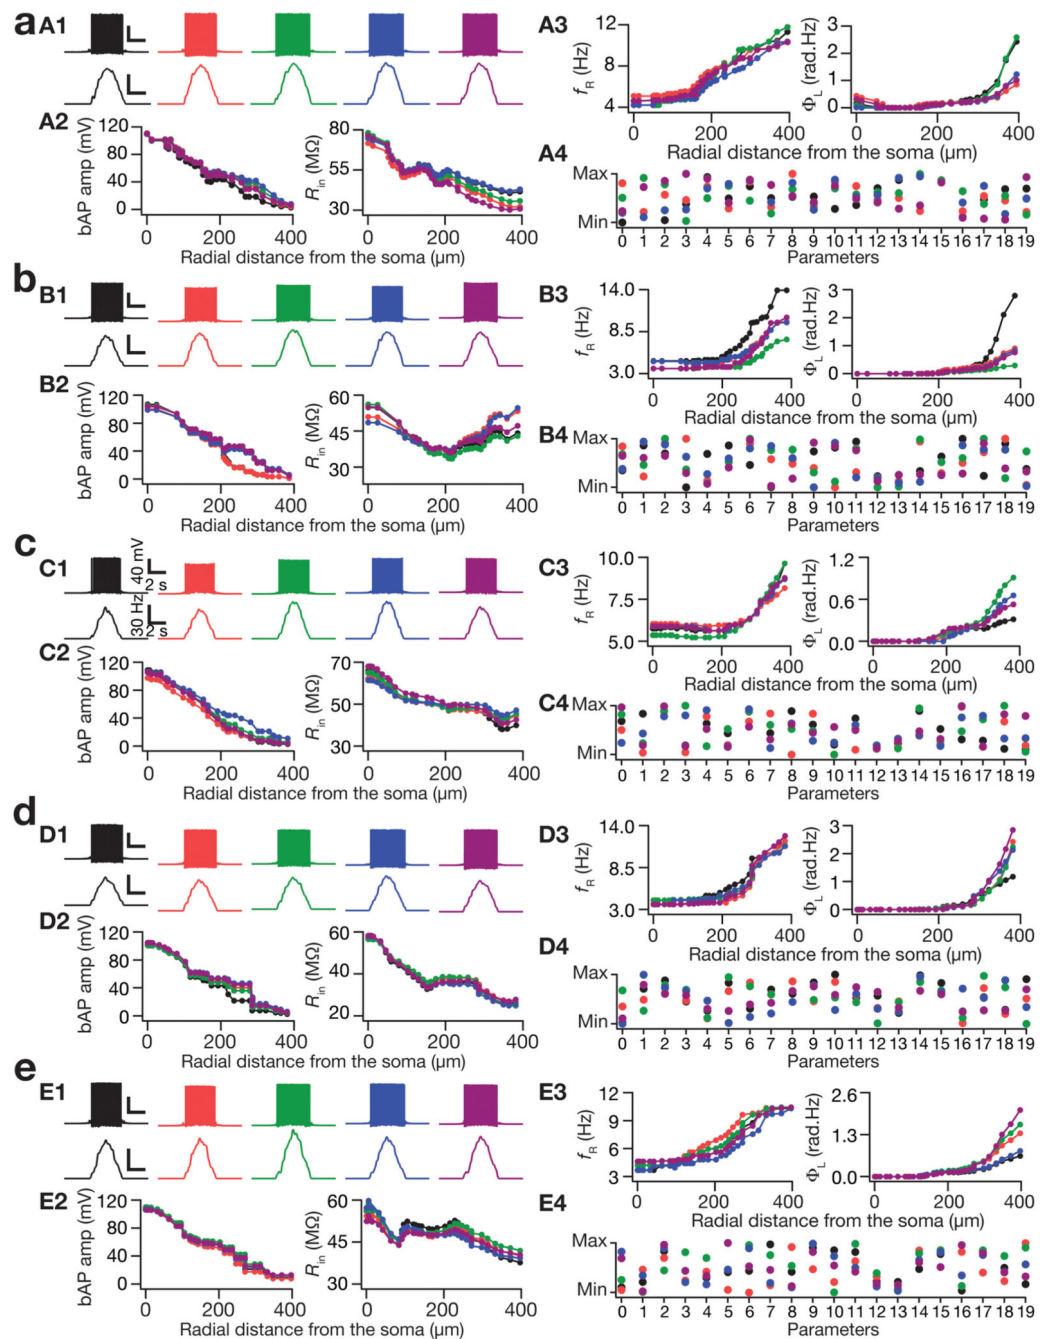 a
A1
A2
bAP amp (mV)
120
80
40
0
0 200 400
R in (MΩ)
80
55
30
0 200 400
Radial distance from the soma (µm)
A3
f R (Hz)
12
8
4
0 200 400
Φ L (rad.Hz)
3
2
1
0
0 200 400
Radial distance from the soma (µm)
A4
Max
Min
0 1 2 3 4 5 6 7 8 9 10 11 12 13 14 15 16 17 18 19
Parameters
b
B1
B2
bAP amp (mV)
120
80
40
0
0 200 400
R in (MΩ)
60
45
30
0 200 400
Radial distance from the soma (µm)
B3
f R (Hz)
14.0
8.5
3.0
0 200 400
Φ L (rad.Hz)
3
2
1
0
0 200 400
Radial distance from the soma (µm)
B4
Max
Min
0 1 2 3 4 5 6 7 8 9 10 11 12 13 14 15 16 17 18 19
Parameters
c
C1
40 mV
2 s
30 Hz
2 s
C2
bAP amp (mV)
120
80
40
0
0 200 400
R in (MΩ)
70
50
30
0 200 400
Radial distance from the soma (µm)
C3
f R (Hz)
10.0
7.5
5.0
0 200 400
Φ L (rad.Hz)
1.2
0.6
0.0
0 200 400
Radial distance from the soma (µm)
C4
Max
Min
0 1 2 3 4 5 6 7 8 9 10 11 12 13 14 15 16 17 18 19
Parameters
d
D1
D2
bAP amp (mV)
120
80
40
0
0 200 400
R in (MΩ)
60
40
20
0 200 400
Radial distance from the soma (µm)
D3
f R (Hz)
14.0
8.5
3.0
0 200 400
Φ L (rad.Hz)
3
2
1
0
0 200 400
Radial distance from the soma (µm)
D4
Max
Min
0 1 2 3 4 5 6 7 8 9 10 11 12 13 14 15 16 17 18 19
Parameters
e
E1
E2
bAP amp (mV)
120
80
40
0
0 200 400
R in (MΩ)
60
45
30
0 200 400
Radial distance from the soma (µm)
E3
f R (Hz)
12
9
6
3
0 200 400
Φ L (rad.Hz)
2.6
1.3
0.0
0 200 400
Radial distance from the soma (µm)
E4
Max
Min
0 1 2 3 4 5 6 7 8 9 10 11 12 13 14 15 16 17 18 19
Parameters